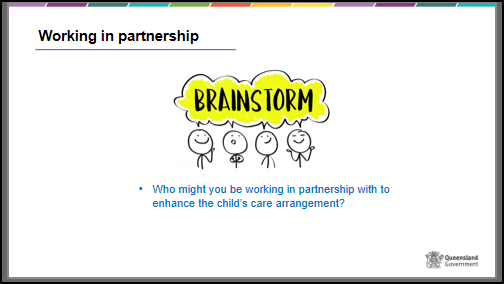 Working in partnership
BRAINSTORM
• Who might you be working in partnership with to
enhance the child's care arrangement?
Queensland
Government